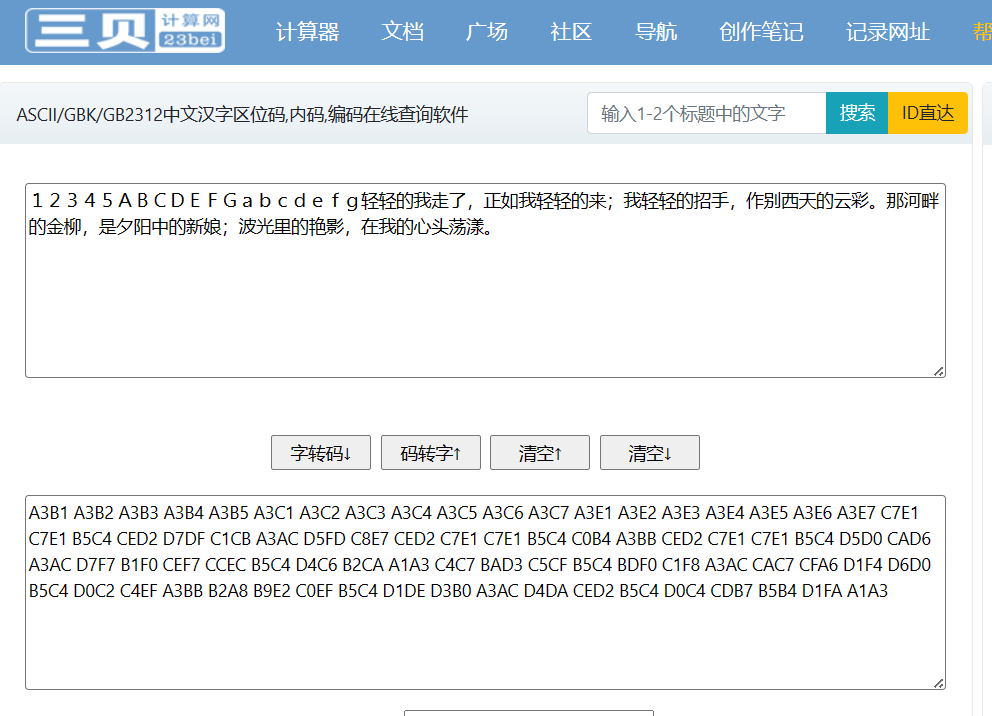 三贝 计算网 23bei 计算器 文档 广场 社区 导航 创作笔记 记录网址 帮
ASCII/GBK/GB2312中文汉字区位码,内码,编码在线查询软件 输入1-2个标题中的文字 搜索 ID直达
１２３４５ＡＢＣＤＥＦＧａｂｃｄｅｆｇ轻轻的我走了，正如我轻轻的来；我轻轻的招手，作别西天的云彩。那河畔
的金柳，是夕阳中的新娘；波光里的艳影，在我的心头荡漾。
字转码↓ 码转字↑ 清空↑ 清空↓
A3B1 A3B2 A3B3 A3B4 A3B5 A3C1 A3C2 A3C3 A3C4 A3C5 A3C6 A3C7 A3E1 A3E2 A3E3 A3E4 A3E5 A3E6 A3E7 C7E1
C7E1 B5C4 CED2 D7DF C1CB A3AC D5FD C8E7 CED2 C7E1 C7E1 B5C4 C0B4 A3BB CED2 C7E1 C7E1 B5C4 D5D0 CAD6
A3AC D7F7 B1F0 CEF7 CCEC B5C4 D4C6 B2CA A1A3 C4C7 BAD3 C5CF B5C4 BDF0 C1F8 A3AC CAC7 CFA6 D1F4 D6D0
B5C4 D0C2 C4EF A3BB B2A8 B9E2 C0EF B5C4 D1DE D3B0 A3AC D4DA CED2 B5C4 D0C4 CDB7 B5B4 D1FA A1A3